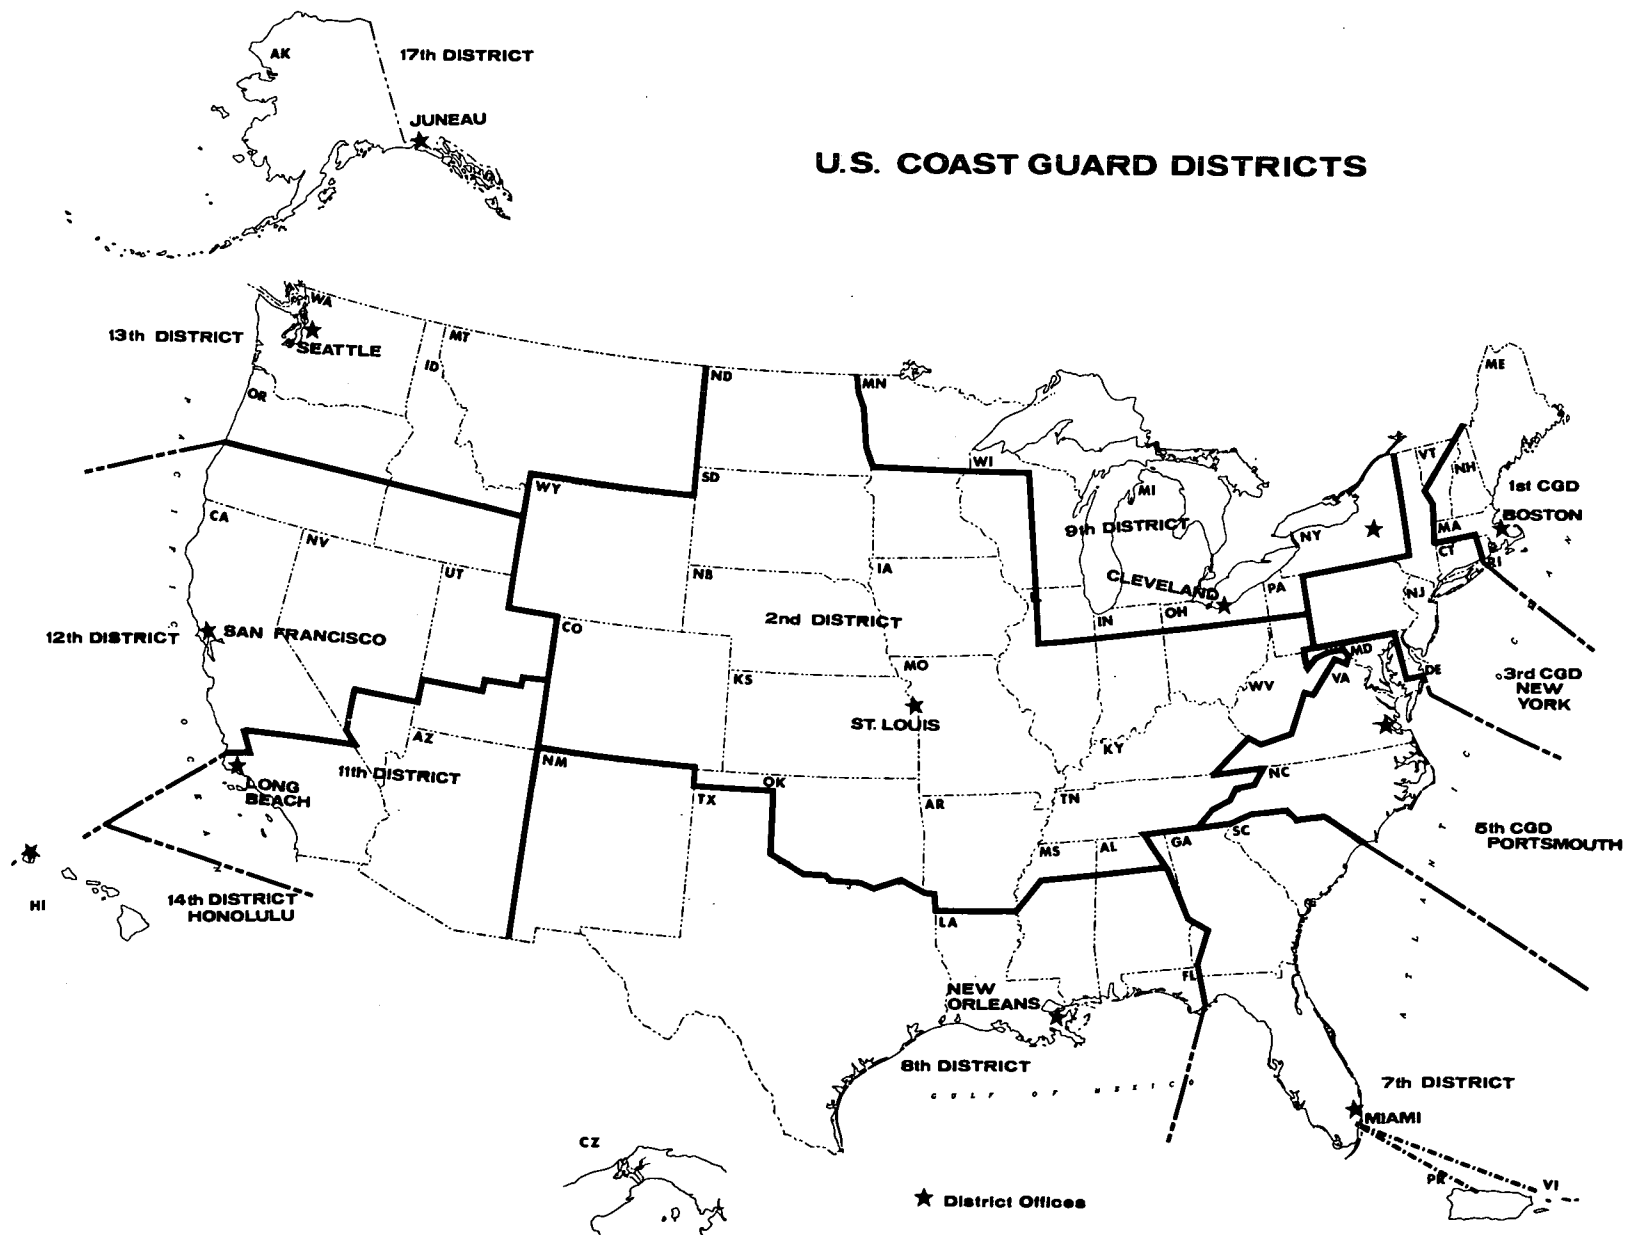 AK
17th DISTRICT
JUNEAU
U.S. COAST GUARD DISTRICTS
WA
13th DISTRICT
SEATTLE
MT
ID
ND
MN
ME
OR
WI
VT
NH
SD
WY
MI
1st CGD
BOSTON
CA
9th DISTRICT
NY
MA
NV
CT
RI
UT
NB
IA
CLEVELAND
PA
NJ
IN
OH
2nd DISTRICT
CO
12th DISTRICT
SAN FRANCISCO
MD
MO
DE
KS
VA
3rd CGD
NEW
YORK
WV
ST. LOUIS
AZ
KY
NM
11th DISTRICT
NC
OK
LONG
BEACH
TX
AR
TN
SC
5th CGD
PORTSMOUTH
GA
MS
AL
14th DISTRICT
HONOLULU
HI
LA
FL
NEW
ORLEANS
8th DISTRICT
GULF OF MEXICO
7th DISTRICT
MIAMI
CZ
PR
VI
District Offices